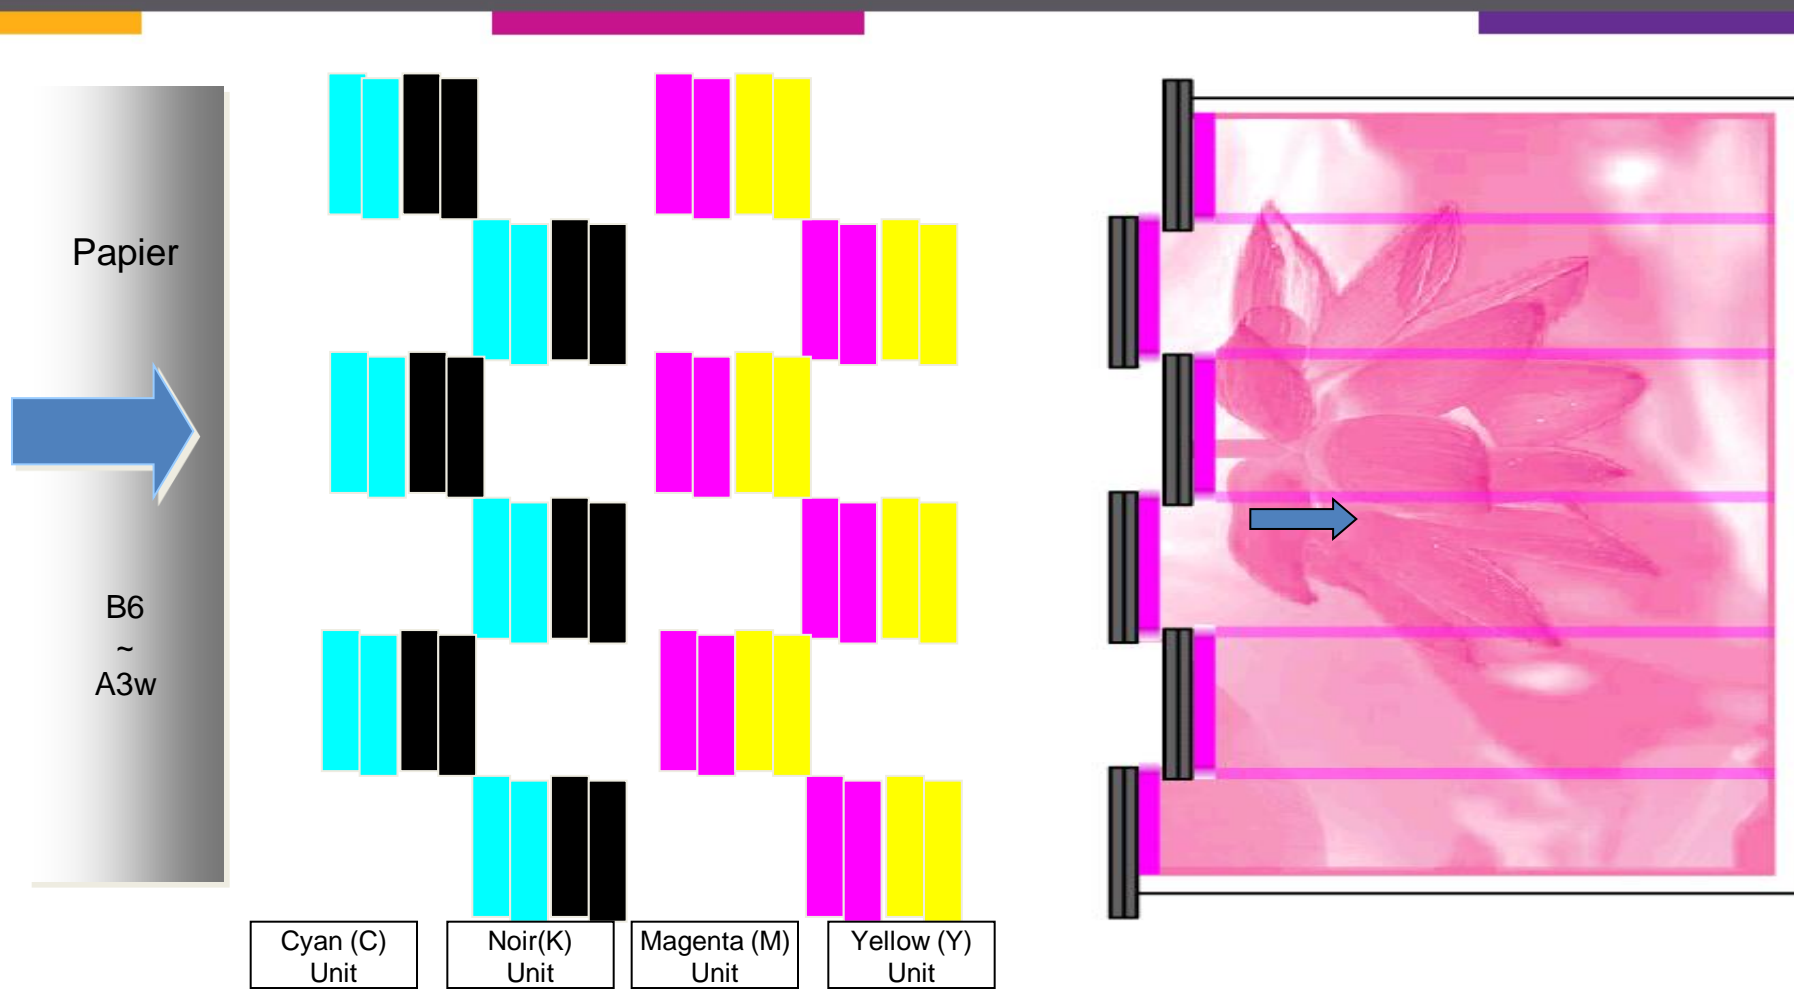 Papier
B6
~
A3w
Cyan (C)
Unit
Noir(K)
Unit
Magenta (M)
Unit
Yellow (Y)
Unit